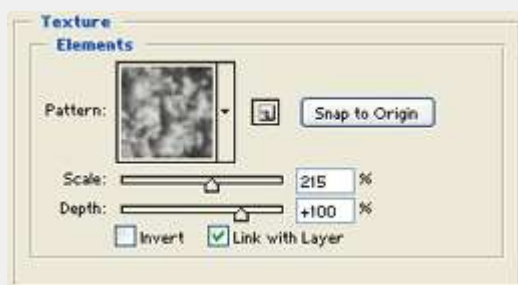 Texture
Elements
Pattern:
Snap to Origin
Scale: 215 %
Depth: +100 %
Invert Link with Layer